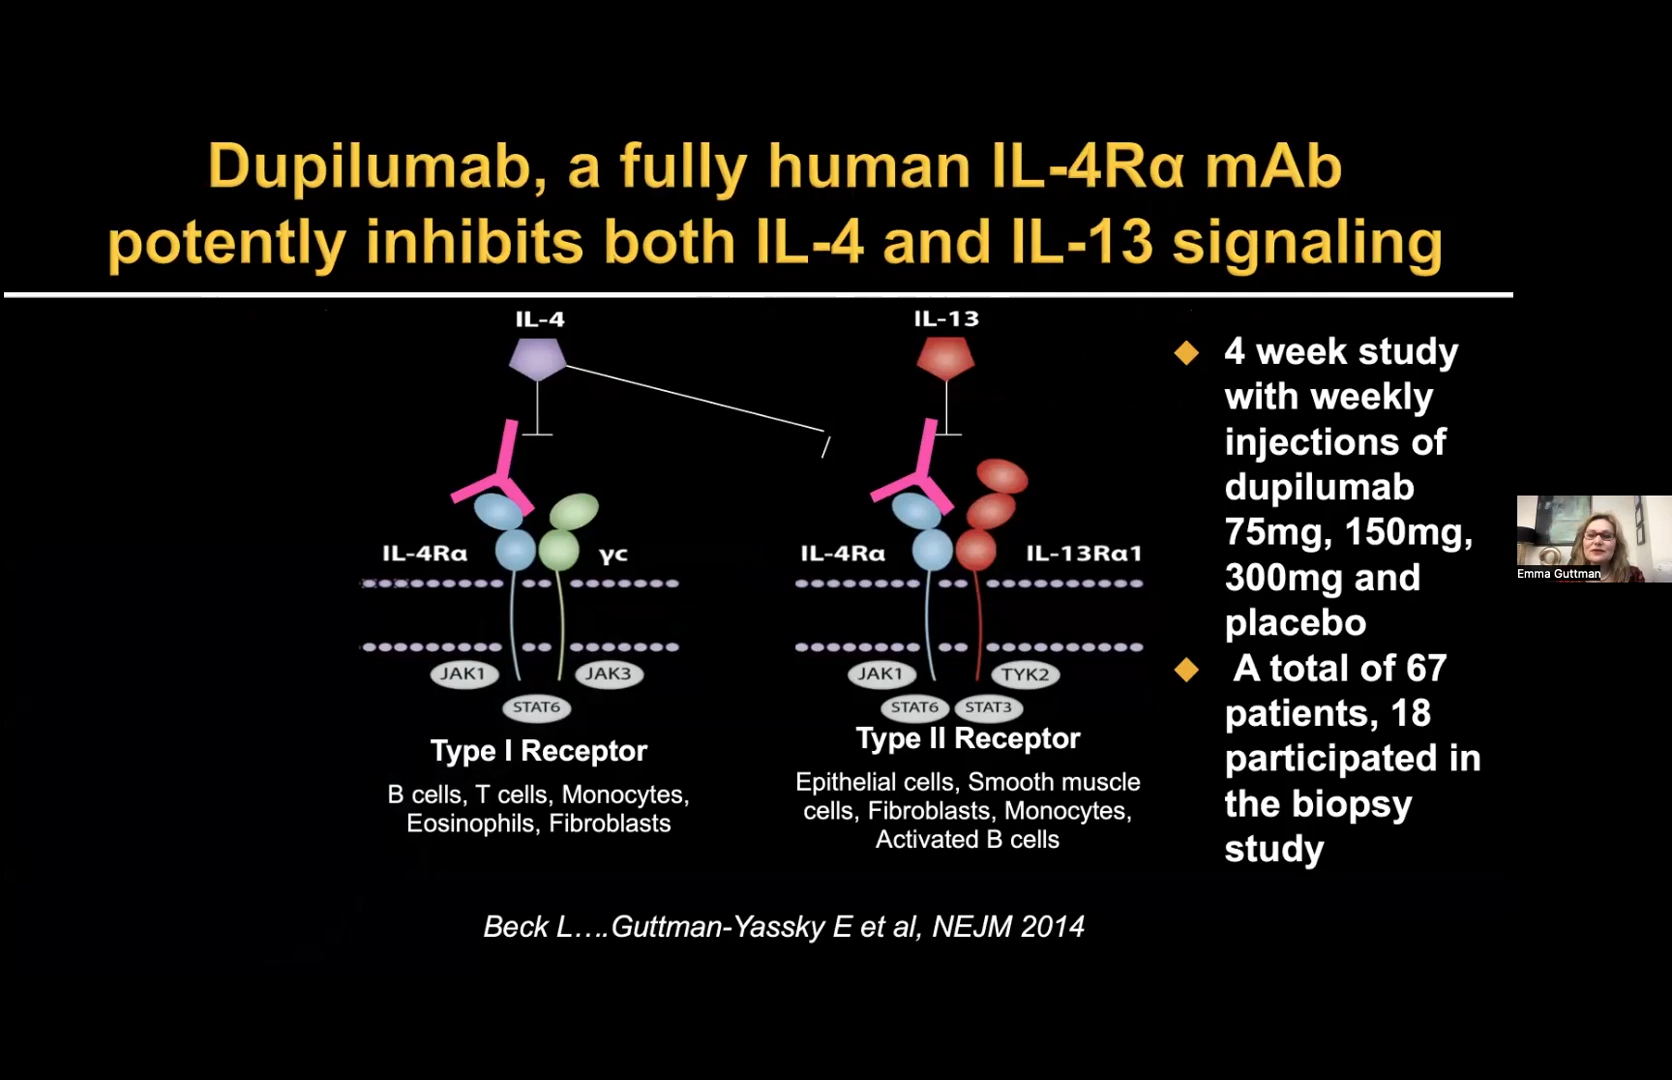 Dupilumab, a fully human IL-4Rα mAb
potently inhibits both IL-4 and IL-13 signaling
IL-4
IL-13
IL-4Rα
γc
IL-4Rα
IL-13Rα1
JAK1
JAK3
STAT6
JAK1
TYK2
STAT6
STAT3
Type I Receptor
B cells, T cells, Monocytes,
Eosinophils, Fibroblasts
Type II Receptor
Epithelial cells, Smooth muscle
cells, Fibroblasts, Monocytes,
Activated B cells
4 week study
with weekly
injections of
dupilumab
75mg, 150mg,
300mg and
placebo
A total of 67
patients, 18
participated in
the biopsy
study
Beck L….Guttman-Yassky E et al, NEJM 2014
Emma Guttman